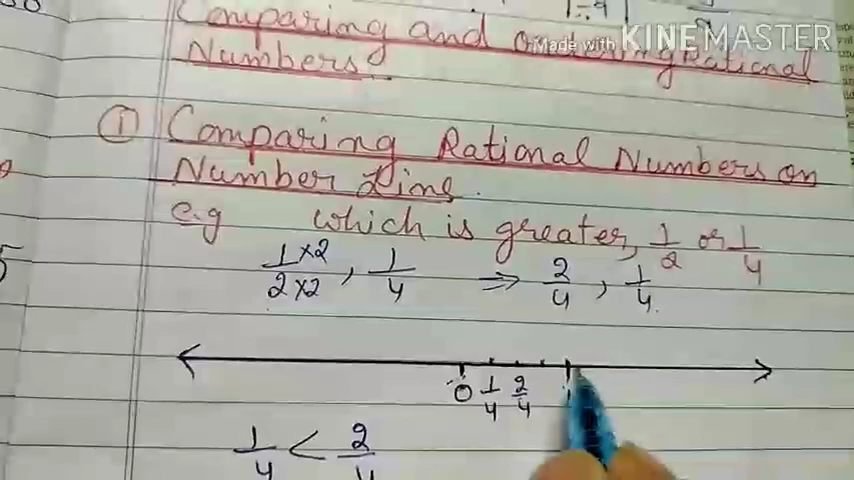 Comparing and ordering Rational
Numbers.
Made with KINEMASTER
① Comparing Rational Numbers on
Number Line.
e.g which is greater, 1/2 or 1/4
1×2/2×2, 1/4 ⇒ 2/4, 1/4.
0 1/4 2/4
1/4 < 2/4